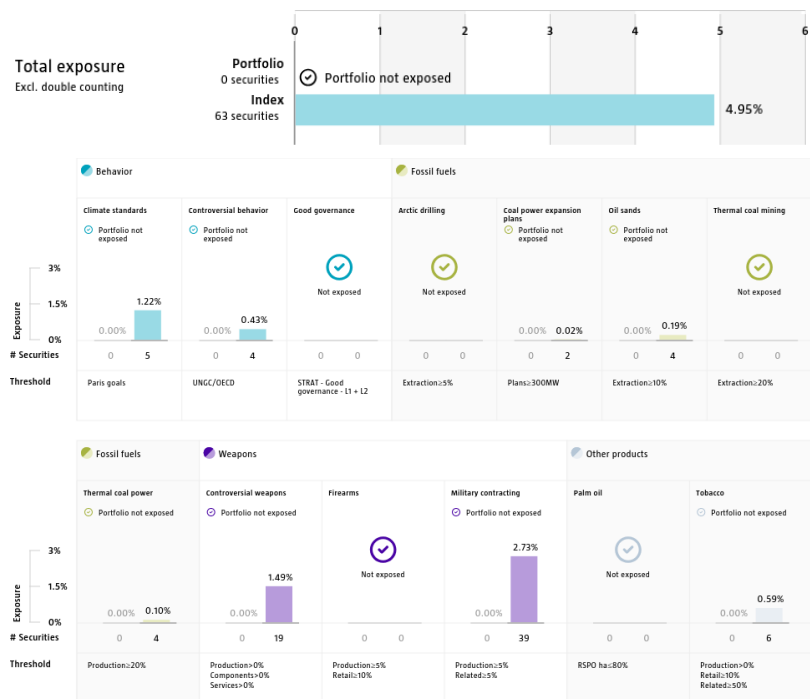 0 1 2 3 4 5 6
Total exposure
Excl. double counting
Portfolio
0 securities
Portfolio not exposed
Index
63 securities
4.95%
Behavior
Fossil fuels
Climate standards
Portfolio not
exposed
Controversial behavior
Portfolio not
exposed
Good governance
Not exposed
Arctic drilling
Not exposed
Coal power expansion
plans
Portfolio not
exposed
Oil sands
Portfolio not
exposed
Thermal coal mining
Not exposed
Exposure
3%
1.5%
0%
0.00% 1.22%
0.00% 0.43%
0.00% 0.02%
0.00% 0.19%
# Securities
0 5
0 4
0 0
0 0
0 2
0 4
0 0
Threshold
Paris goals
UNGC/OECD
STRAT - Good
governance - L1 + L2
Extraction≥5%
Plans≥300MW
Extraction≥10%
Extraction≥20%
Fossil fuels
Weapons
Other products
Thermal coal power
Portfolio not exposed
Controversial weapons
Portfolio not exposed
Firearms
Not exposed
Military contracting
Portfolio not exposed
Palm oil
Not exposed
Tobacco
Portfolio not exposed
Exposure
3%
1.5%
0%
0.00% 0.10%
0.00% 1.49%
0.00% 2.73%
0.00% 0.59%
# Securities
0 4
0 19
0 0
0 39
0 0
0 6
Threshold
Production≥20%
Production>0%
Components>0%
Services>0%
Production≥5%
Retail≥10%
Production≥5%
Related≥5%
RSPO ha≤80%
Production>0%
Retail≥10%
Related≥50%